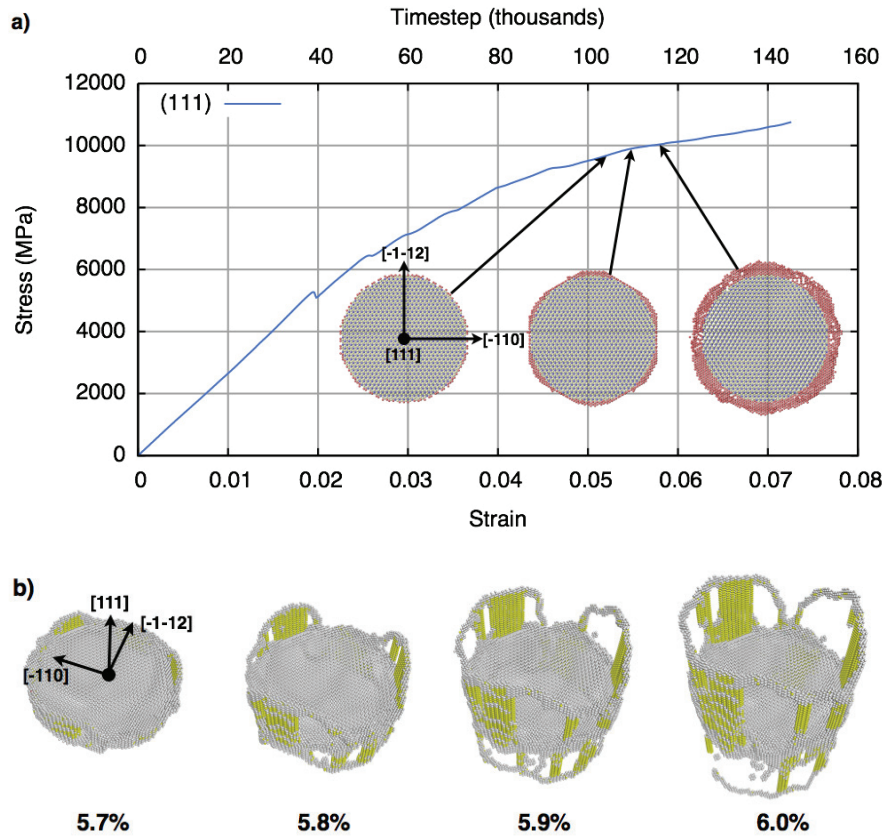 a)
Timestep (thousands)
0 20 40 60 80 100 120 140 160
12000
(111)
10000
8000
6000
4000
2000
0
Stress (MPa)
[-1-12]
[111]
[-110]
0 0.01 0.02 0.03 0.04 0.05 0.06 0.07 0.08
Strain
b)
[111]
[-1-12]
[-110]
5.7% 5.8% 5.9% 6.0%